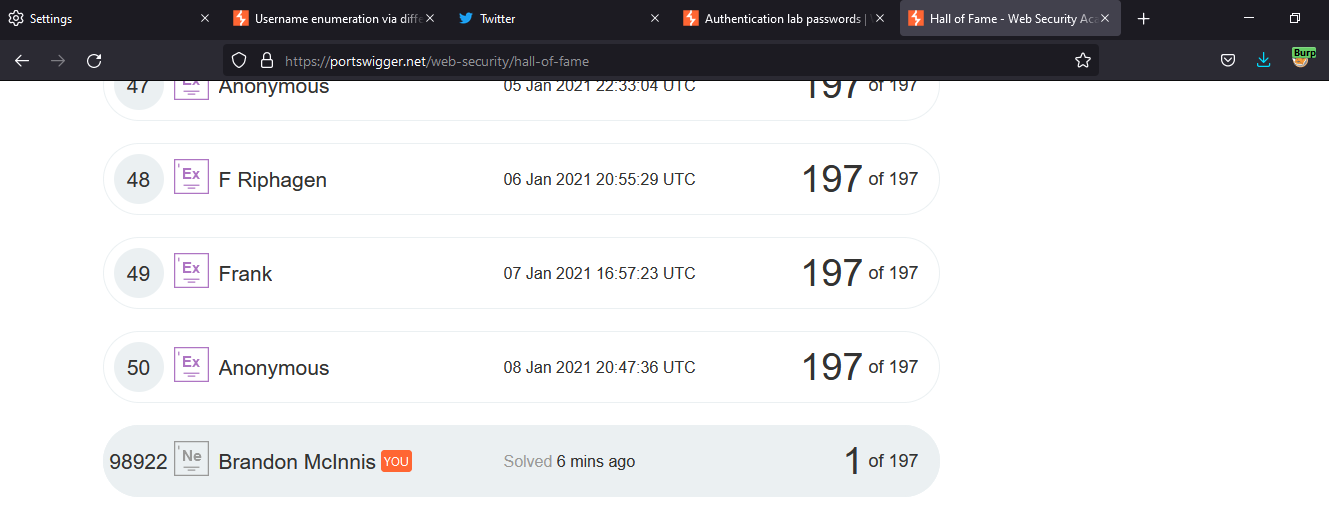 Settings
Username enumeration via diffe
Twitter
Authentication lab passwords |
Hall of Fame - Web Security Aca
https://portswigger.net/web-security/hall-of-fame
Burp
47 Anonymous 05 Jan 2021 22:33:04 UTC 197 of 197
48 Ex F Riphagen 06 Jan 2021 20:55:29 UTC 197 of 197
49 Ex Frank 07 Jan 2021 16:57:23 UTC 197 of 197
50 Ex Anonymous 08 Jan 2021 20:47:36 UTC 197 of 197
98922 Ne Brandon McInnis YOU Solved 6 mins ago 1 of 197